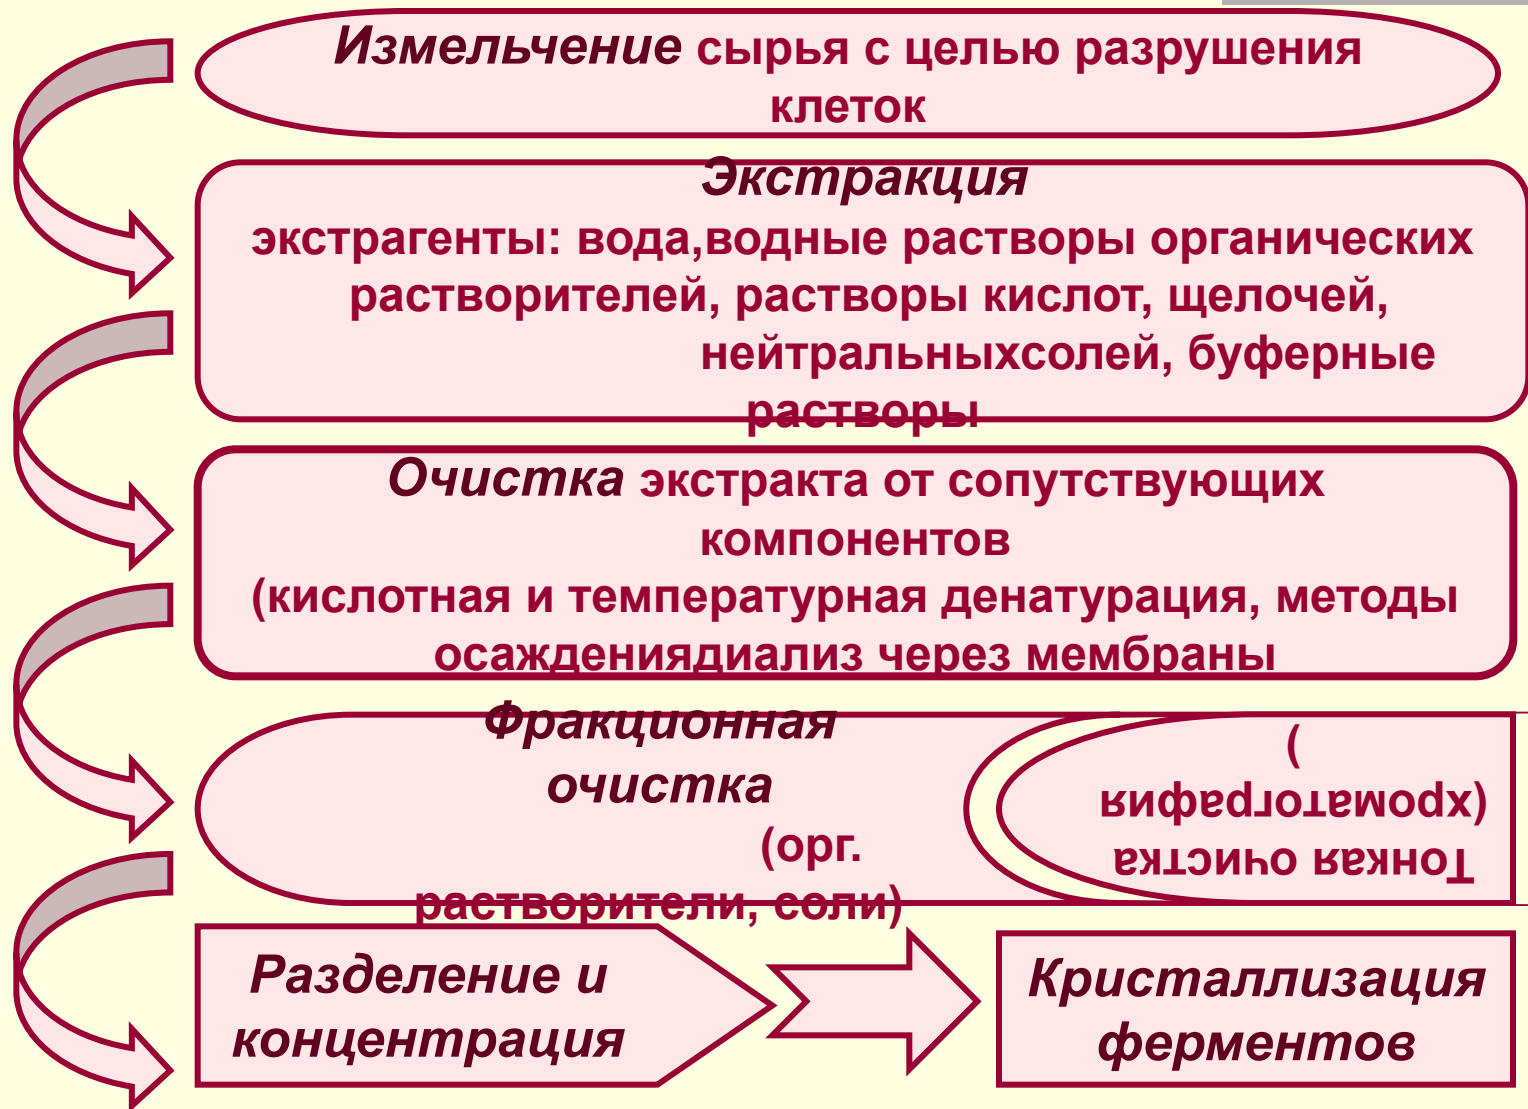 Измельчение сырья с целью разрушения
клеток
Экстракция
экстрагенты: вода,водные растворы органических
растворителей, растворы кислот, щелочей,
нейтральныхсолей, буферные
растворы
Очистка экстракта от сопутствующих
компонентов
(кислотная и температурная денатурация, методы
осаждениядиализ через мембраны
Фракционная
очистка
(орг.
растворители, соли)
Тонкая очистка
(хроматография
)
Разделение и
концентрация
Кристаллизация
ферментов